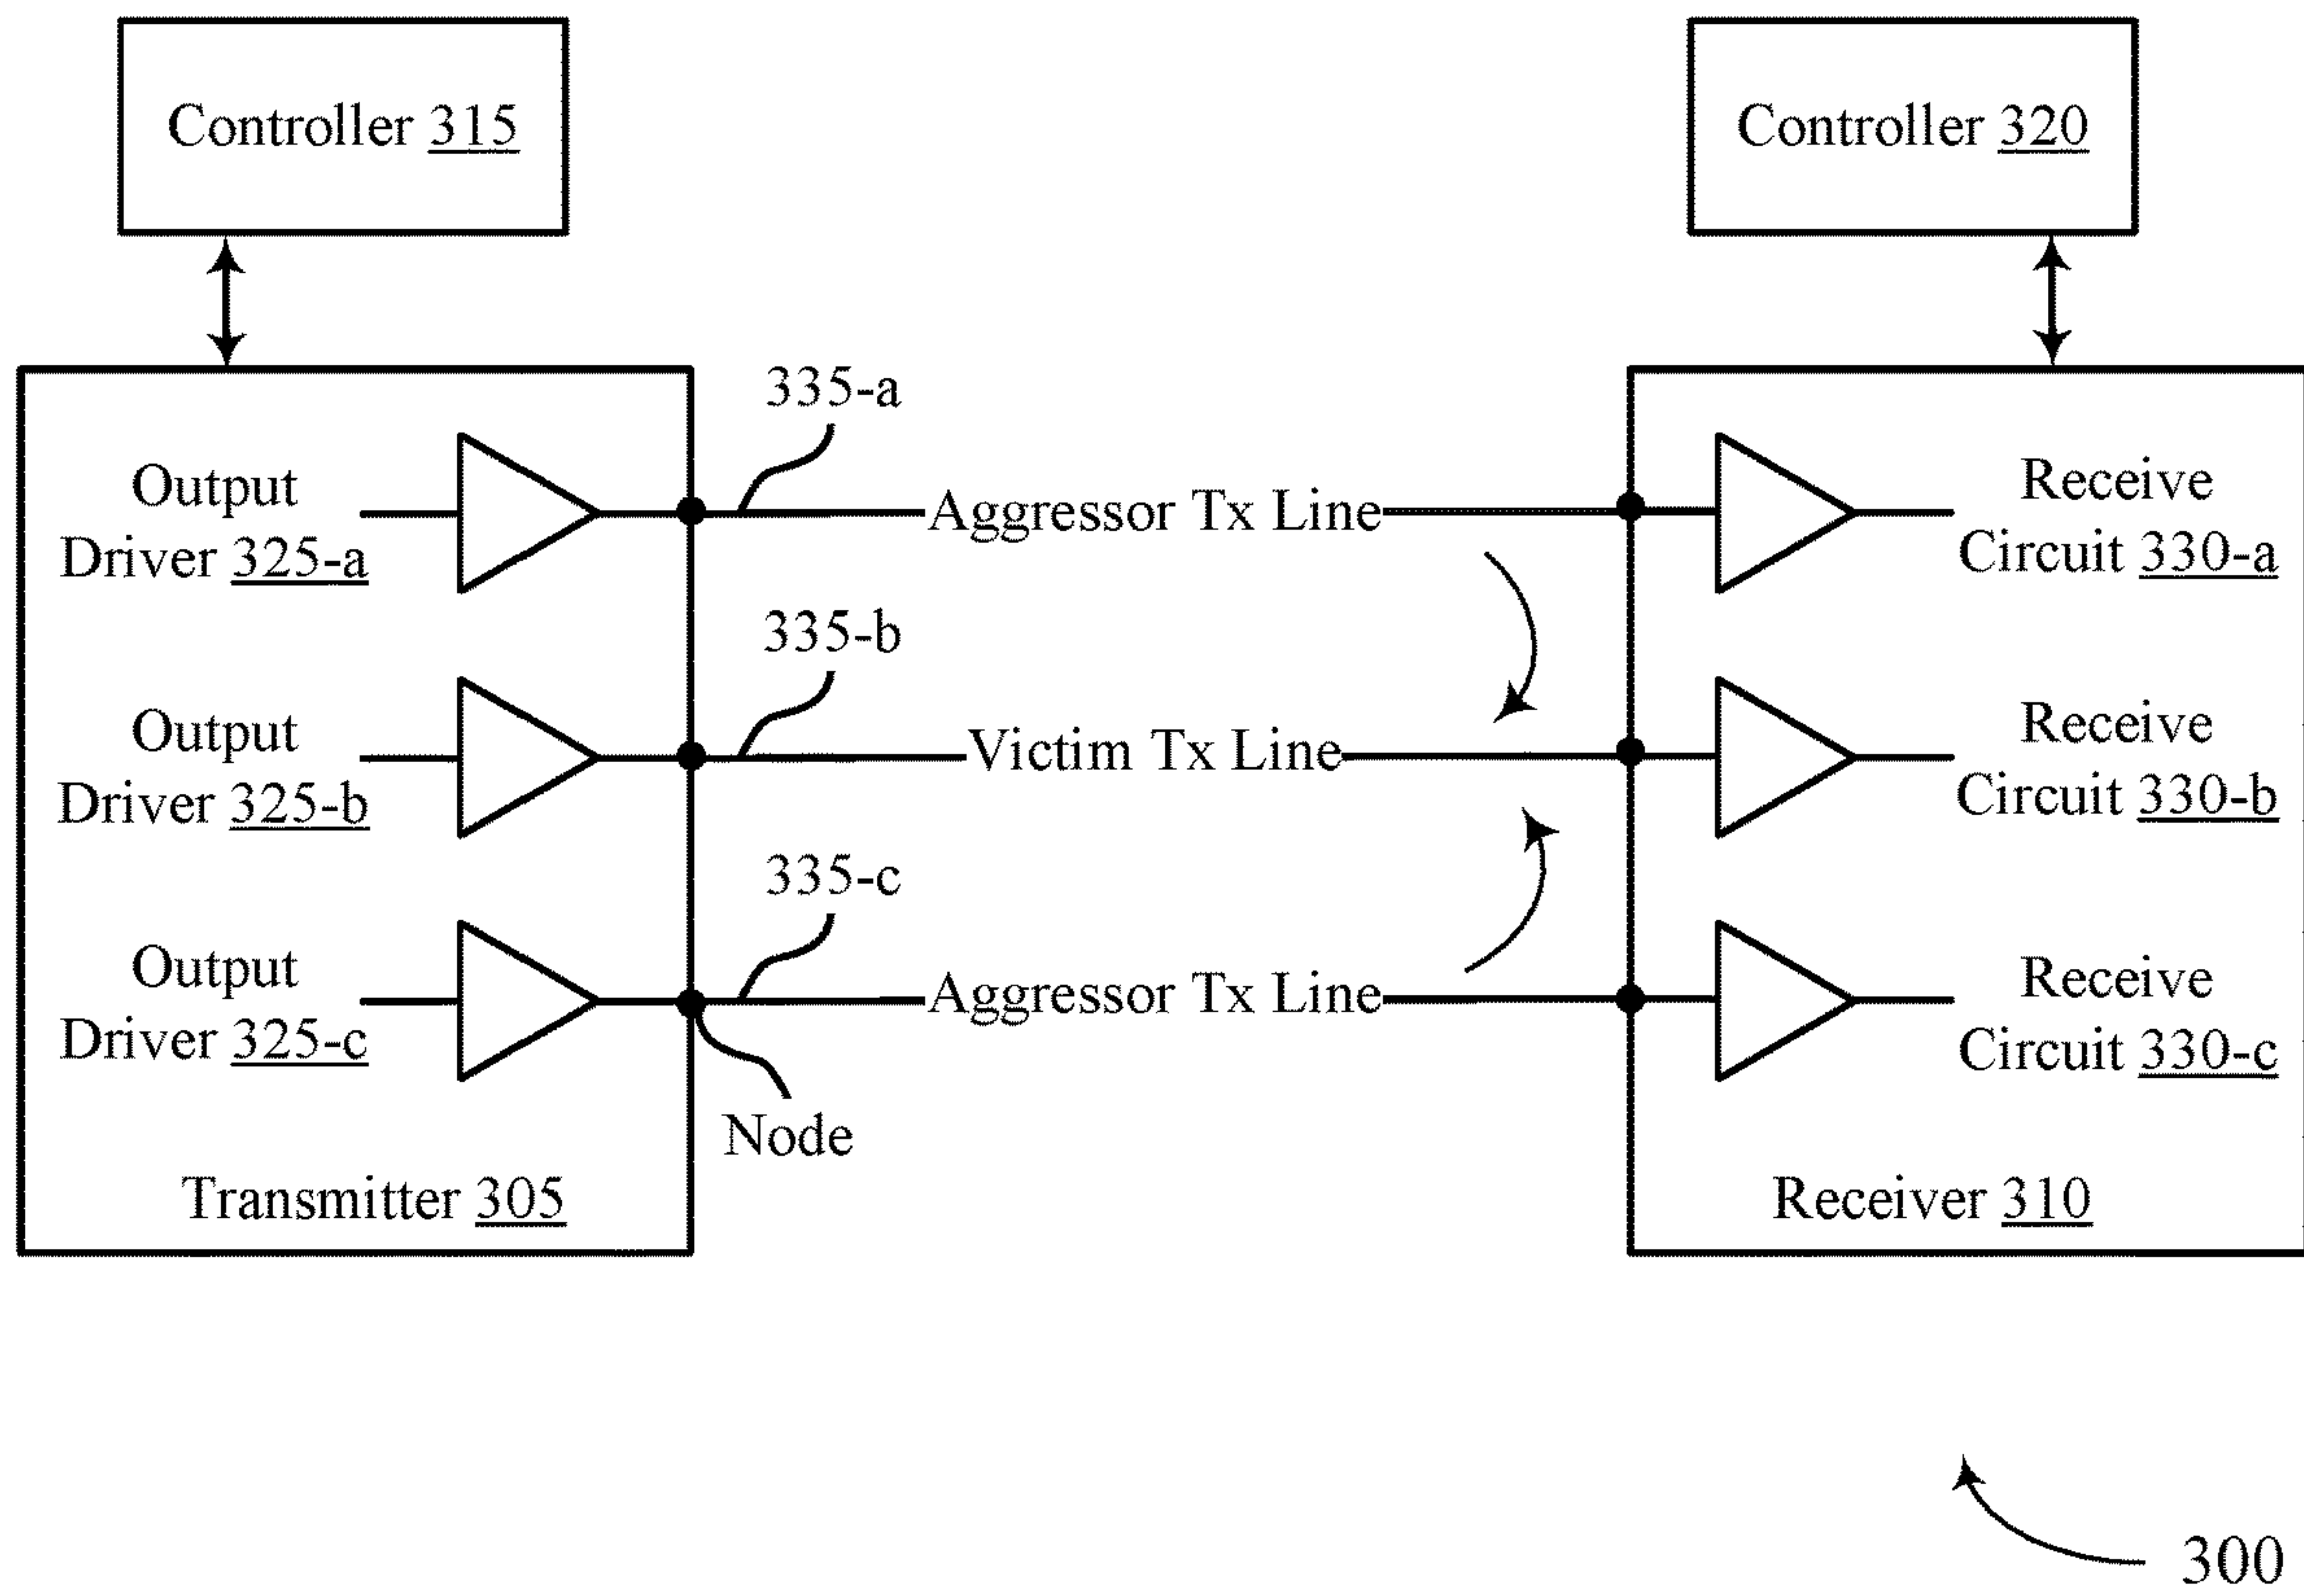 Controller 315
Controller 320
335-a
Output
Driver 325-a
Aggressor Tx Line
Receive
Circuit 330-a
335-b
Output
Driver 325-b
Victim Tx Line
Receive
Circuit 330-b
335-c
Output
Driver 325-c
Aggressor Tx Line
Receive
Circuit 330-c
Node
Transmitter 305
Receiver 310
300